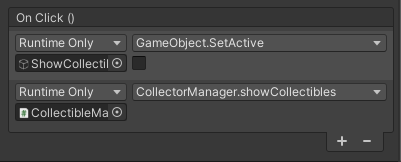 On Click ()
Runtime Only GameObject.SetActive
ShowCollectil
Runtime Only CollectorManager.showCollectibles
CollectibleMa
+ −